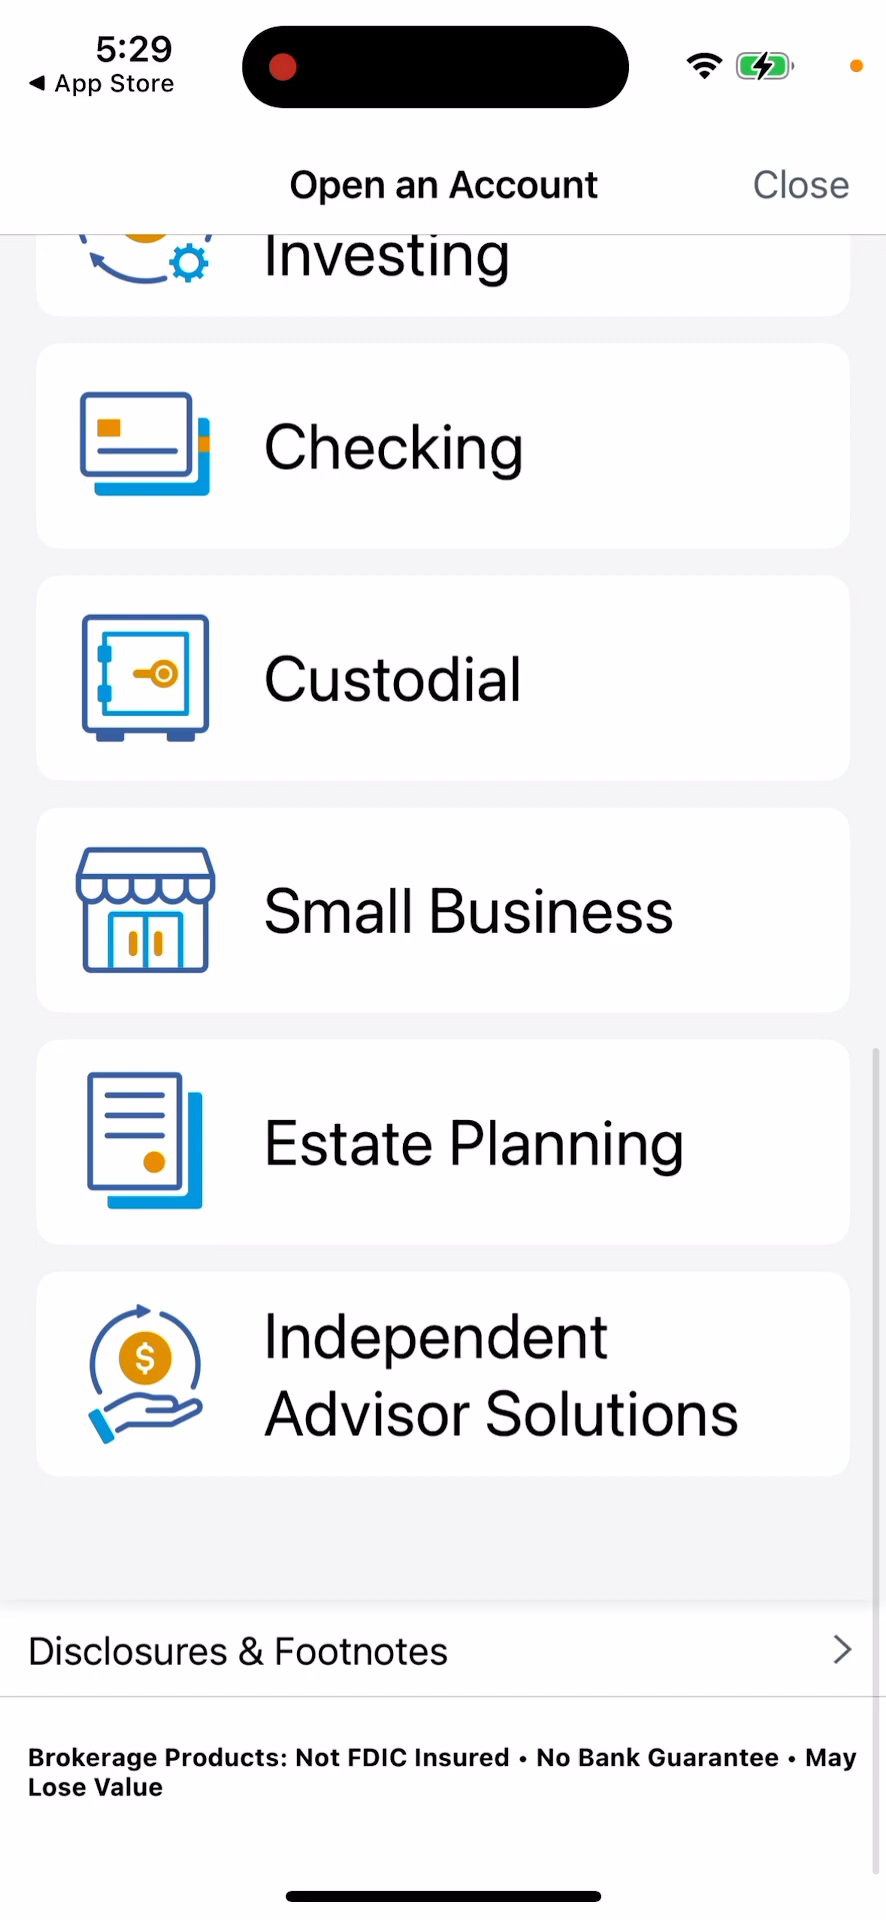 5:29
◀ App Store
Open an Account
Close
Investing
Checking
Custodial
Small Business
Estate Planning
$
Independent
Advisor Solutions
Disclosures & Footnotes
Brokerage Products: Not FDIC Insured • No Bank Guarantee • May
Lose Value